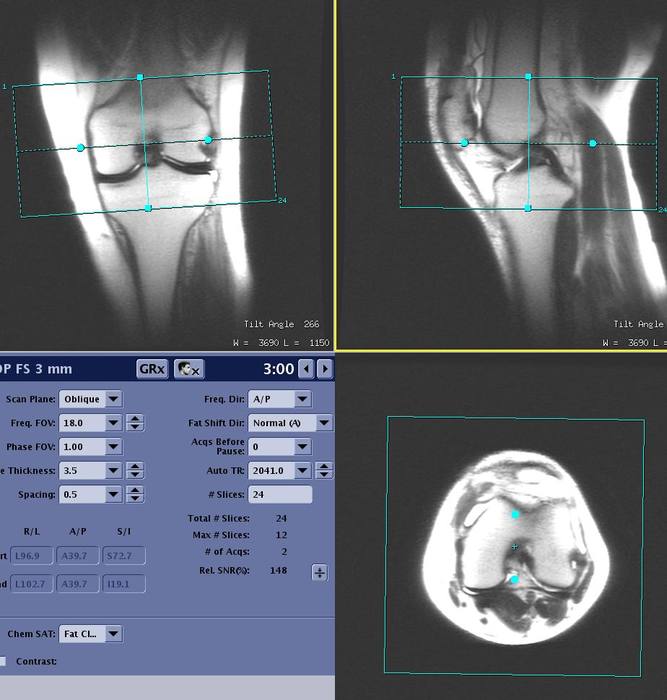 1
24
Tilt Angle 266
W = 3690 L = 1150
1
24
Tilt Angle
W = 3690 L
OP FS 3 mm GRx x 3:00
Scan Plane: Oblique Freq. Dir: A/P
Freq. FOV: 18.0 Fat Shift Dir: Normal (A)
Phase FOV: 1.00 Acqs Before Pause: 0
e Thickness: 3.5 Auto TR: 2041.0
Spacing: 0.5 # Slices: 24
Total # Slices: 24
R/L A/P S/I Max # Slices: 12
# of Acqs: 2
rt L96.9 A39.7 S72.7
Rel. SNR(%): 148
d L102.7 A39.7 I19.1
Chem SAT: Fat Cl...
Contrast: